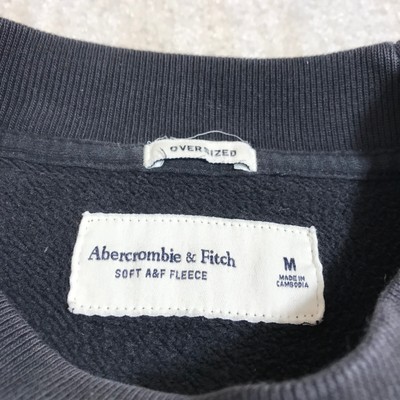 OVERSIZED
Abercrombie & Fitch
SOFT A&F FLEECE
M
MADE IN
CAMBODIA